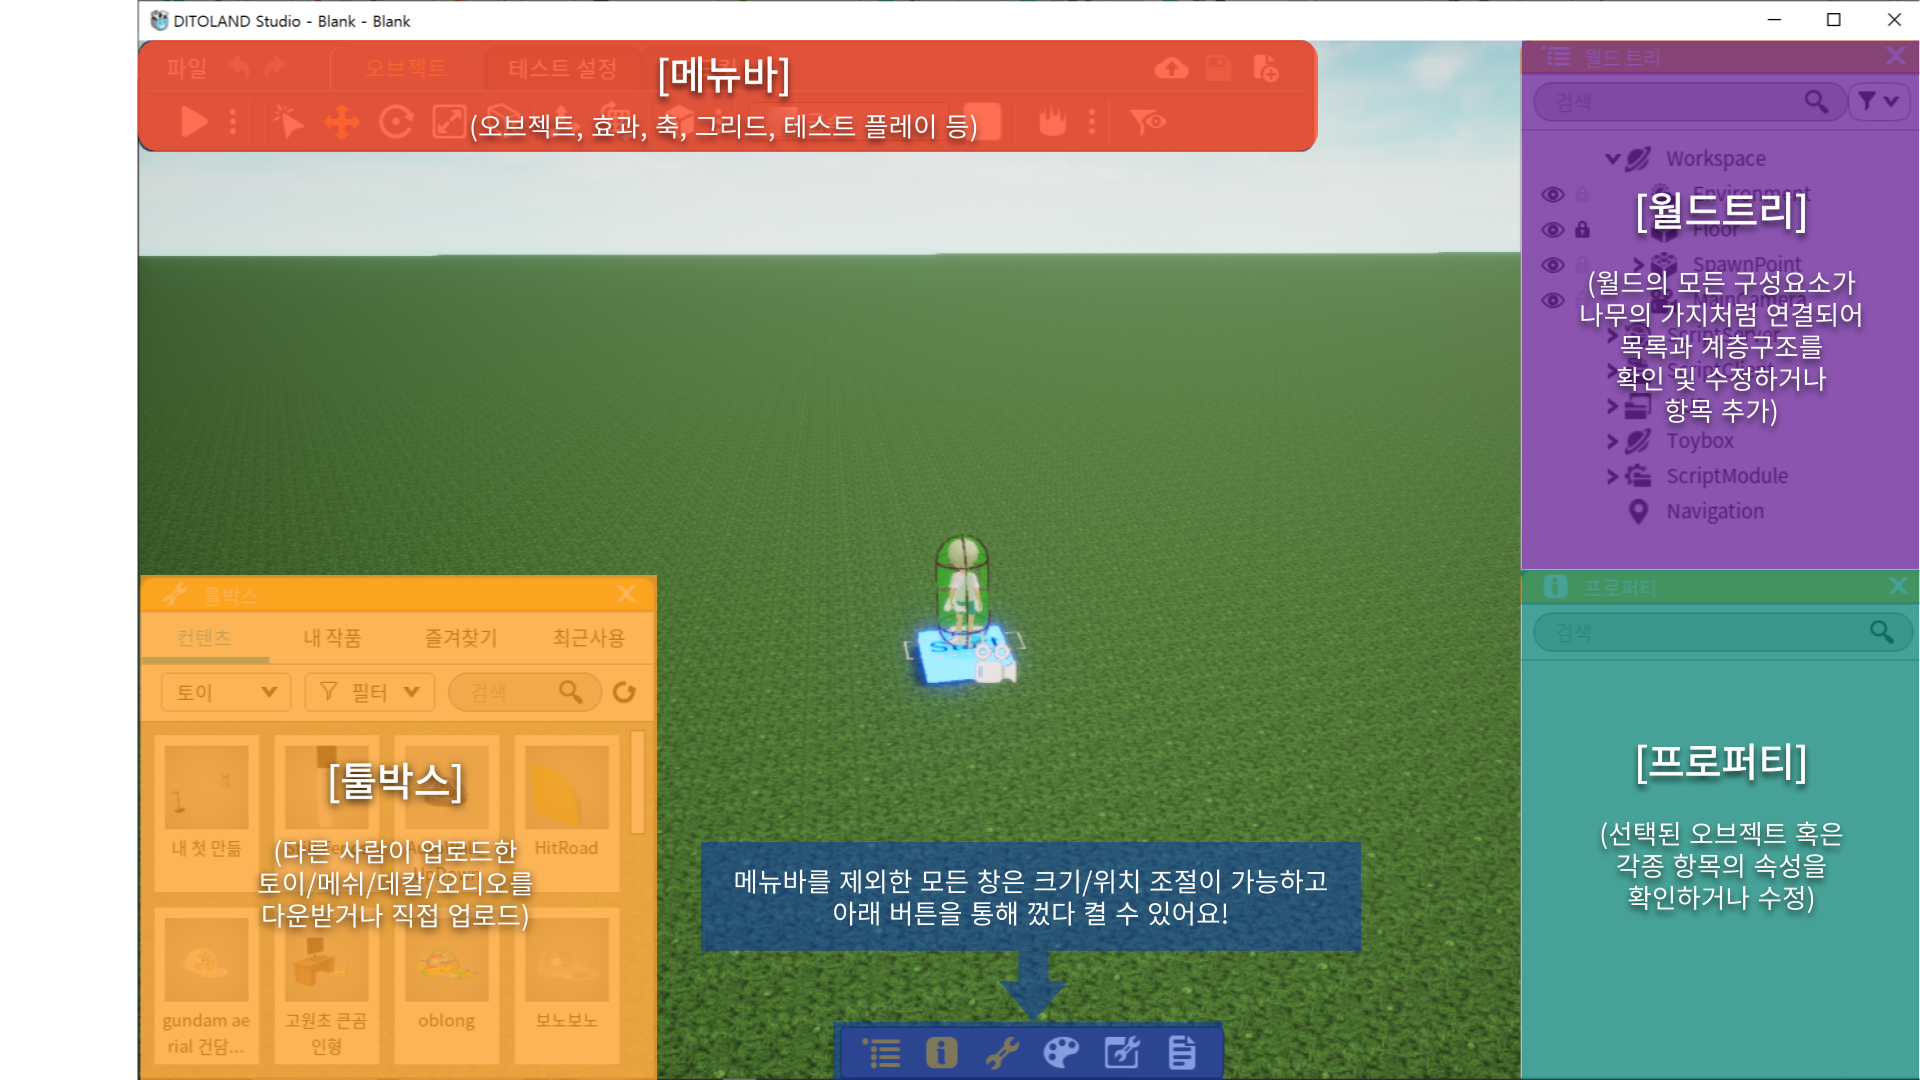 DITOLAND Studio - Blank - Blank
파일
오브젝트
테스트 설정
[메뉴바]
(오브젝트, 효과, 축, 그리드, 테스트 플레이 등)
월드 트리
검색
Workspace
Environment
[월드트리]
Floor
SpawnPoint
(월드의 모든 구성요소가
MainCamera
나무의 가지처럼 연결되어
ScriptServer
목록과 계층구조를
확인 및 수정하거나
항목 추가)
Toybox
ScriptModule
Navigation
툴박스
컨텐츠
내 작품
즐겨찾기
최근사용
토이
필터
검색
[툴박스]
내 첫 만듦
HitRoad
(다른 사람이 업로드한
토이/메쉬/데칼/오디오를
다운받거나 직접 업로드)
gundam ae
rial 건담...
고원초 큰곰
인형
oblong
보노보노
메뉴바를 제외한 모든 창은 크기/위치 조절이 가능하고
아래 버튼을 통해 껐다 켤 수 있어요!
프로퍼티
검색
[프로퍼티]
(선택된 오브젝트 혹은
각종 항목의 속성을
확인하거나 수정)